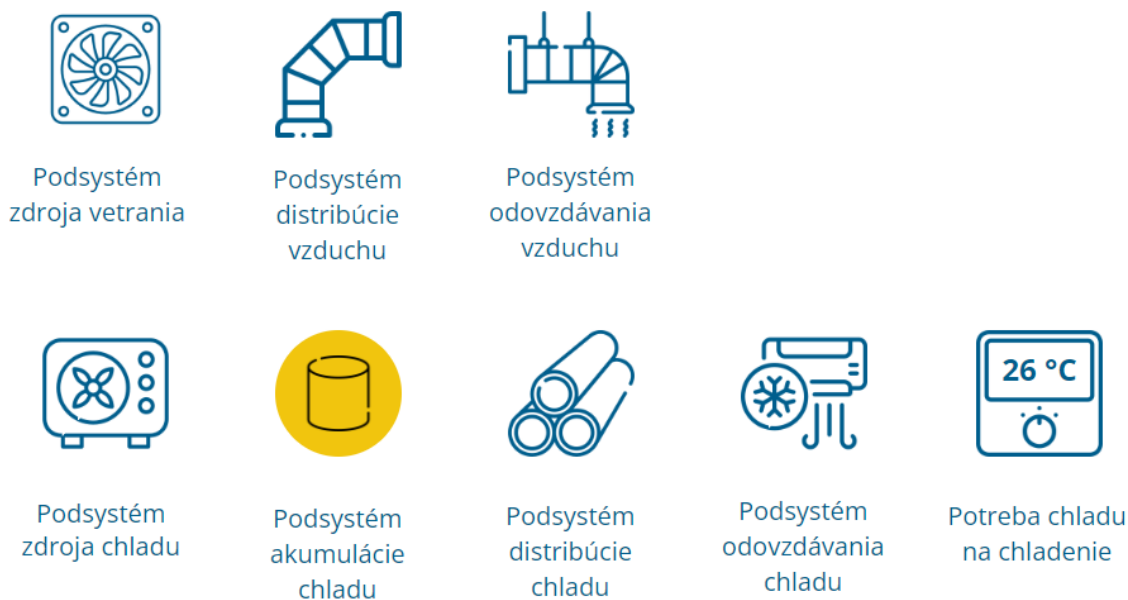 Podsystém
zdroja vetrania
Podsystém
distribúcie
vzduchu
Podsystém
odovzdávania
vzduchu
26 °C
Podsystém
zdroja chladu
Podsystém
akumulácie
chladu
Podsystém
distribúcie
chladu
Podsystém
odovzdávania
chladu
Potreba chladu
na chladenie